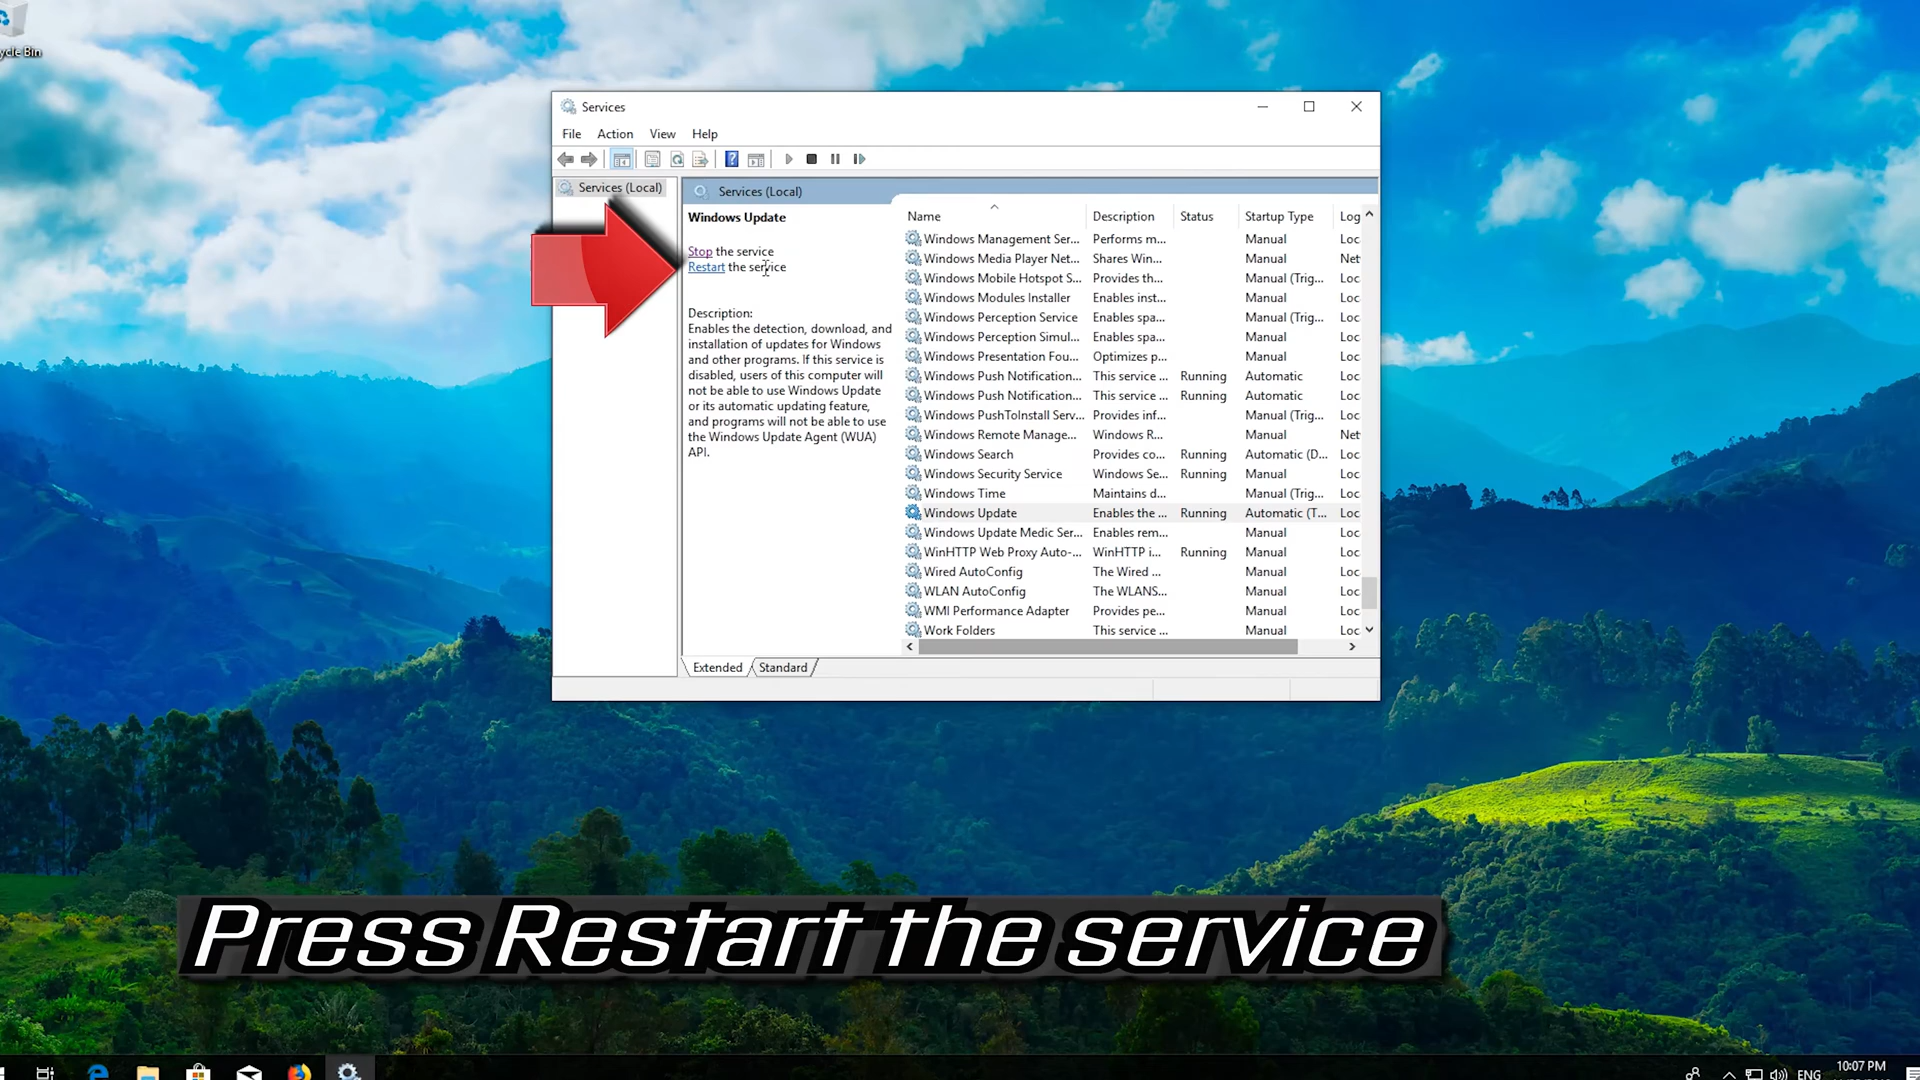 ycle Bin
Services
File Action View Help
Services (Local)
Services (Local)
Windows Update
Stop the service
Restart the service
Description:
Enables the detection, download, and
installation of updates for Windows
and other programs. If this service is
disabled, users of this computer will
not be able to use Windows Update
or its automatic updating feature,
and programs will not be able to use
the Windows Update Agent (WUA)
API.
Name Description Status Startup Type Log
Windows Management Ser... Performs m... Manual Loc
Windows Media Player Net... Shares Win... Manual Net
Windows Mobile Hotspot S... Provides th... Manual (Trig... Loc
Windows Modules Installer Enables inst... Manual Loc
Windows Perception Service Enables spa... Manual (Trig... Loc
Windows Perception Simul... Enables spa... Manual Loc
Windows Presentation Fou... Optimizes p... Manual Loc
Windows Push Notification... This service ... Running Automatic Loc
Windows Push Notification... This service ... Running Automatic Loc
Windows PushToInstall Serv... Provides inf... Manual (Trig... Loc
Windows Remote Manage... Windows R... Manual Net
Windows Search Provides co... Running Automatic (D... Loc
Windows Security Service Windows Se... Running Manual Loc
Windows Time Maintains d... Manual (Trig... Loc
Windows Update Enables the ... Running Automatic (T... Loc
Windows Update Medic Ser... Enables rem... Manual Loc
WinHTTP Web Proxy Auto-... WinHTTP i... Running Manual Loc
Wired AutoConfig The Wired ... Manual Loc
WLAN AutoConfig The WLANS... Manual Loc
WMI Performance Adapter Provides pe... Manual Loc
Work Folders This service ... Manual Loc
Extended Standard
Press Restart the service
ENG 10:07 PM